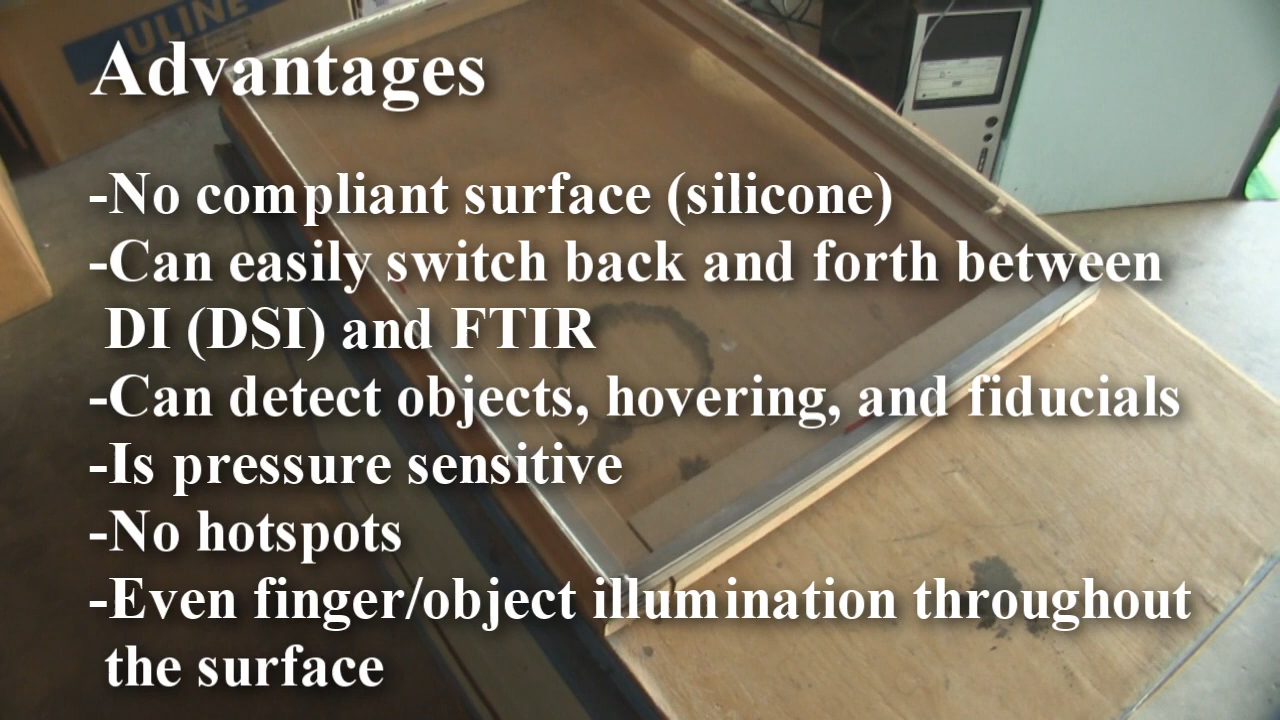 ULINE
Advantages
-No compliant surface (silicone)
-Can easily switch back and forth between
DI (DSI) and FTIR
-Can detect objects, hovering, and fiducials
-Is pressure sensitive
-No hotspots
-Even finger/object illumination throughout
the surface